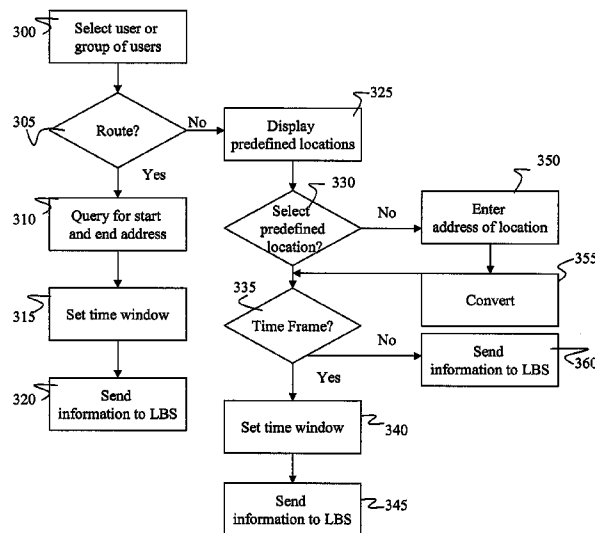 300
Select user or
group of users
305
Route?
No
Yes
325
Display
predefined locations
310
Query for start
and end address
330
Select
predefined
location?
No
350
Enter
address of location
355
Convert
315
Set time window
335
Time Frame?
No
Yes
Send
information to LBS
360
320
Send
information to LBS
Set time window
340
Send
information to LBS
345